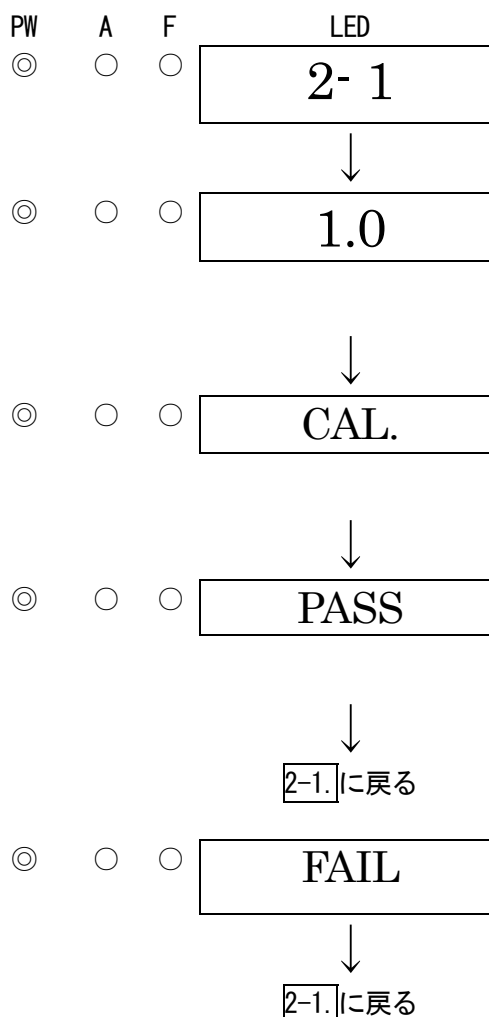 PW A F LED
◎ ○ ○ 2- 1
↓
◎ ○ ○ 1.0
↓
◎ ○ ○ CAL.
↓
◎ ○ ○ PASS
↓
2-1.に戻る
◎ ○ ○ FAIL
↓
2-1.に戻る